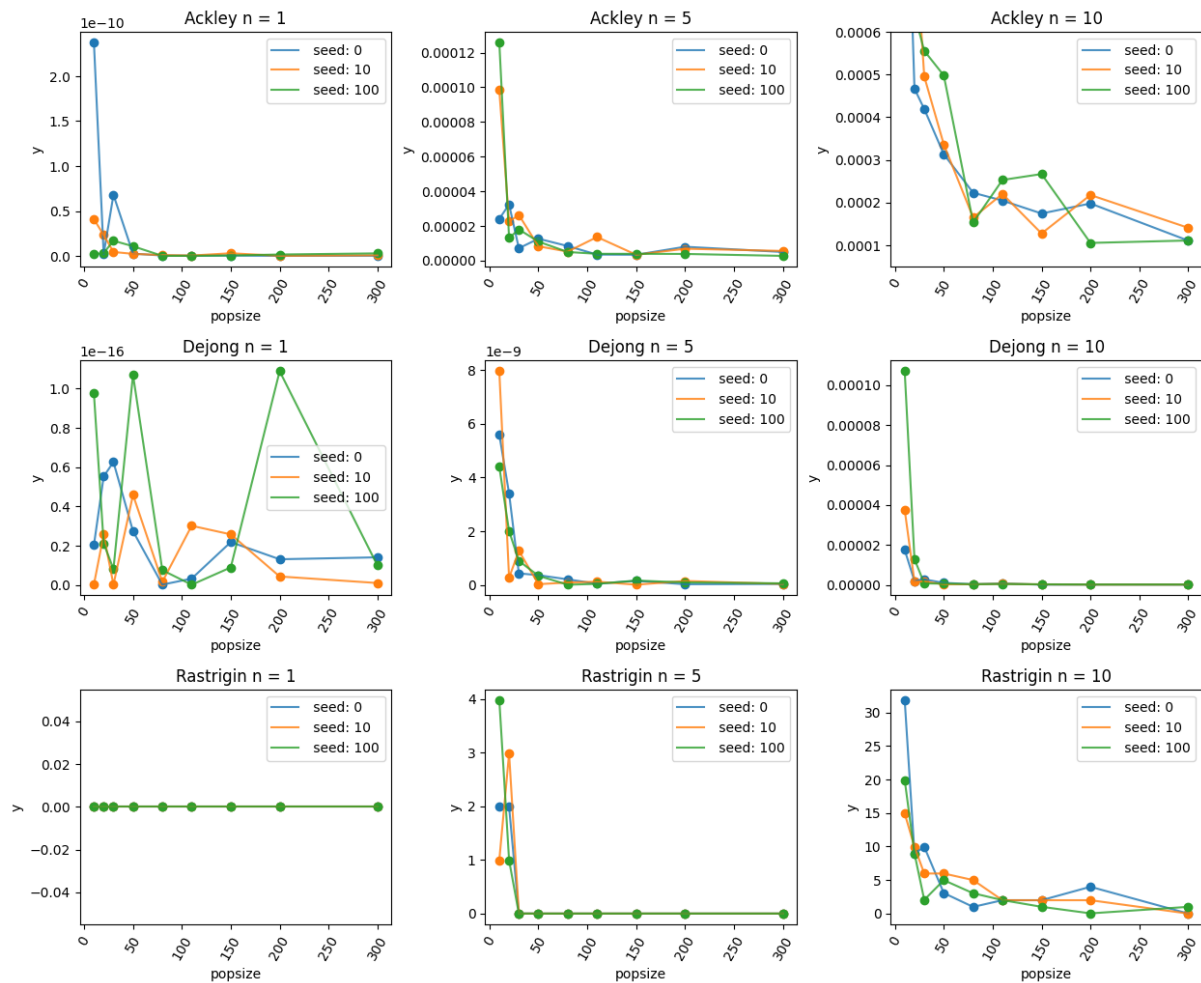 Ackley n = 1
1e−10
2.0
1.5
1.0
0.5
0.0
y
seed: 0
seed: 10
seed: 100
0
50
100
150
200
250
300
popsize
Ackley n = 5
0.00012
0.00010
0.00008
0.00006
0.00004
0.00002
0.00000
y
seed: 0
seed: 10
seed: 100
0
50
100
150
200
250
300
popsize
Ackley n = 10
0.0006
0.0005
0.0004
0.0003
0.0002
0.0001
y
seed: 0
seed: 10
seed: 100
0
50
100
150
200
250
300
popsize
Dejong n = 1
1e−16
1.0
0.8
0.6
0.4
0.2
0.0
y
seed: 0
seed: 10
seed: 100
0
50
100
150
200
250
300
popsize
Dejong n = 5
1e−9
8
6
4
2
0
y
seed: 0
seed: 10
seed: 100
0
50
100
150
200
250
300
popsize
Dejong n = 10
0.00010
0.00008
0.00006
0.00004
0.00002
0.00000
y
seed: 0
seed: 10
seed: 100
0
50
100
150
200
250
300
popsize
Rastrigin n = 1
0.04
0.02
0.00
−0.02
−0.04
y
seed: 0
seed: 10
seed: 100
0
50
100
150
200
250
300
popsize
Rastrigin n = 5
4
3
2
1
0
y
seed: 0
seed: 10
seed: 100
0
50
100
150
200
250
300
popsize
Rastrigin n = 10
30
25
20
15
10
5
0
y
seed: 0
seed: 10
seed: 100
0
50
100
150
200
250
300
popsize